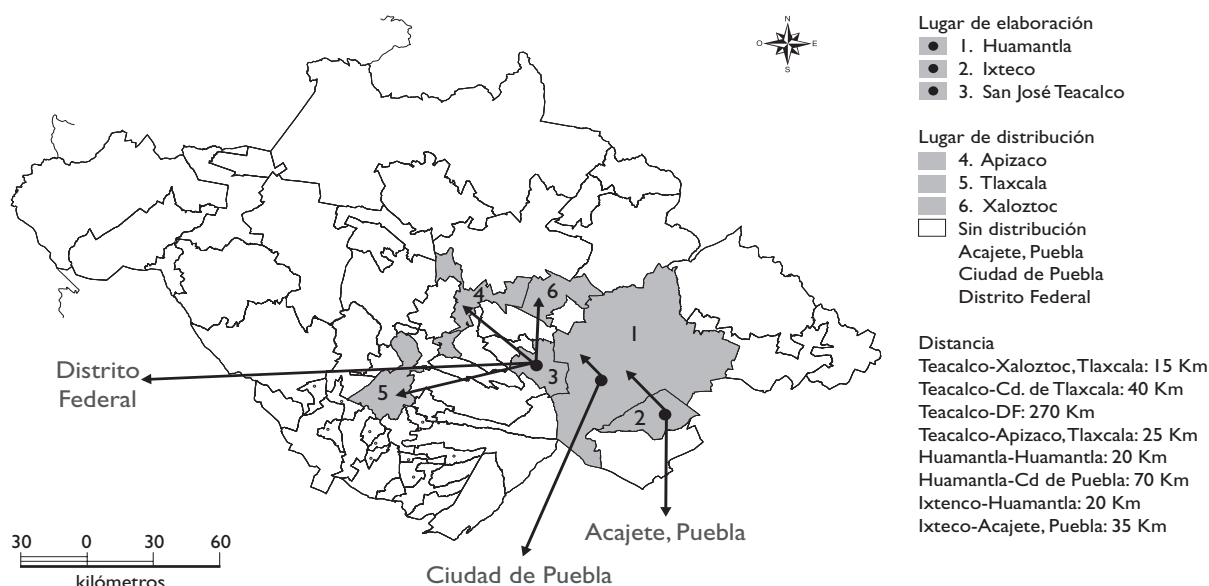 N
O E
S
Lugar de elaboración
1. Huamantla
2. Ixteco
3. San José Teacalco
Lugar de distribución
4. Apizaco
5. Tlaxcala
6. Xaloztoc
Sin distribución
Acajete, Puebla
Ciudad de Puebla
Distrito Federal
Distancia
Teacalco-Xaloztoc, Tlaxcala: 15 Km
Teacalco-Cd. de Tlaxcala: 40 Km
Teacalco-DF: 270 Km
Teacalco-Apizaco, Tlaxcala: 25 Km
Huamantla-Huamantla: 20 Km
Huamantla-Cd de Puebla: 70 Km
Ixtenco-Huamantla: 20 Km
Ixteco-Acajete, Puebla: 35 Km
4
6
1
3
5
2
Distrito
Federal
Acajete, Puebla
Ciudad de Puebla
30 0 30 60
kilómetros